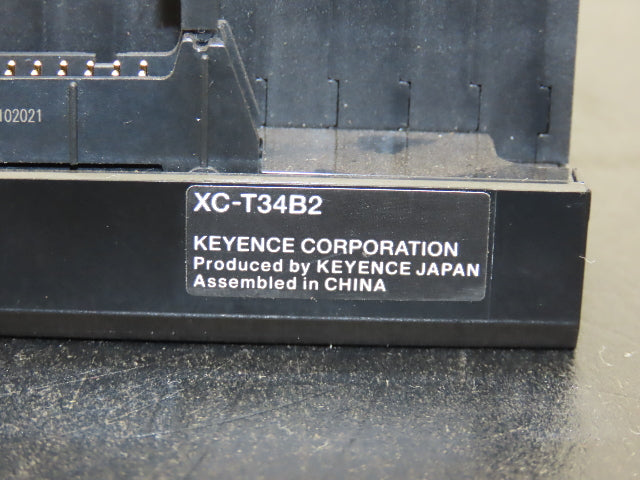 102021
XC-T34B2
KEYENCE CORPORATION
Produced by KEYENCE JAPAN
Assembled in CHINA